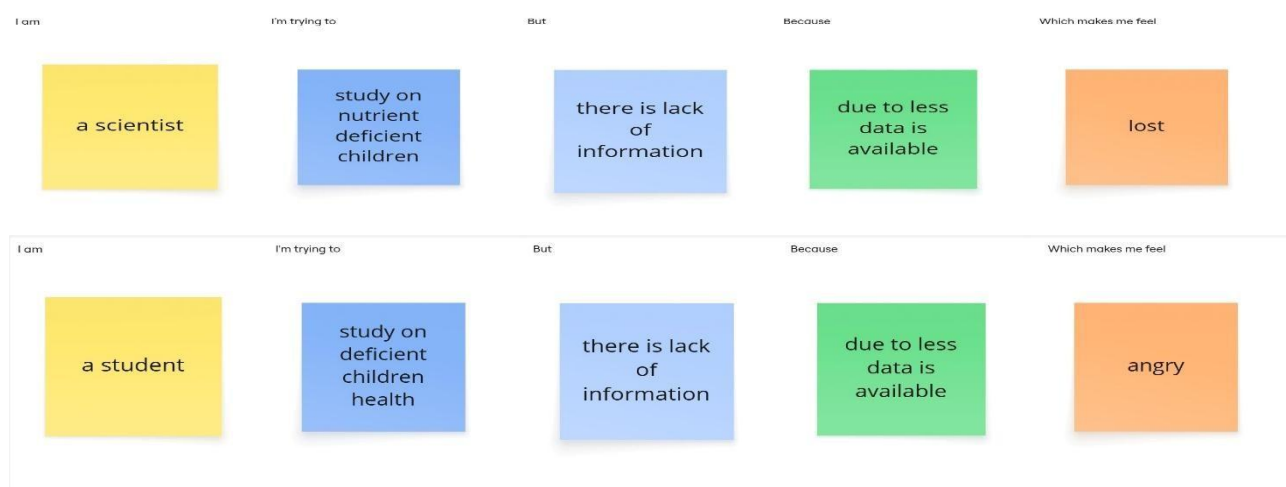 I am
I'm trying to
But
Because
Which makes me feel
a scientist
study on
nutrient
deficient
children
there is lack
of
information
due to less
data is
available
lost
I am
I'm trying to
But
Because
Which makes me feel
a student
study on
deficient
children
health
there is lack
of
information
due to less
data is
available
angry